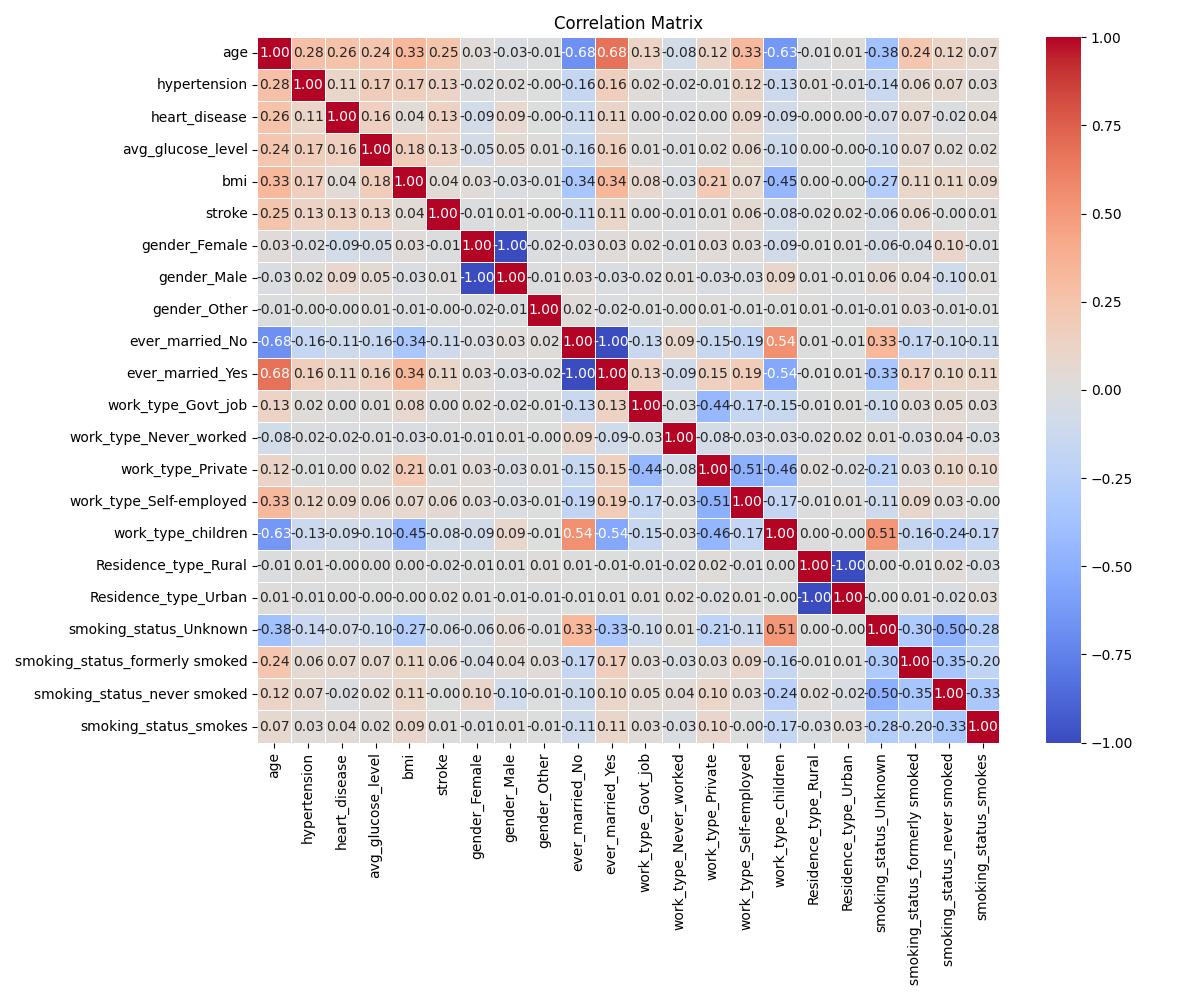 Correlation Matrix
age 1.00 0.28 0.26 0.24 0.33 0.25 0.03 -0.03 -0.01 -0.68 0.68 0.13 -0.08 0.12 0.33 -0.63 -0.01 0.01 -0.38 0.24 0.12 0.07
hypertension 0.28 1.00 0.11 0.17 0.17 0.13 -0.02 0.02 -0.00 -0.16 0.16 0.02 -0.02 -0.01 0.12 -0.13 0.01 -0.01 -0.14 0.06 0.07 0.03
heart_disease 0.26 0.11 1.00 0.16 0.04 0.13 -0.09 0.09 -0.00 -0.11 0.11 0.00 -0.02 0.00 0.09 -0.09 -0.00 0.00 -0.07 0.07 -0.02 0.04
avg_glucose_level 0.24 0.17 0.16 1.00 0.18 0.13 -0.05 0.05 0.01 -0.16 0.16 0.01 -0.01 0.02 0.06 -0.10 0.00 -0.00 -0.10 0.07 0.02 0.02
bmi 0.33 0.17 0.04 0.18 1.00 0.04 0.03 -0.03 -0.01 -0.34 0.34 0.08 -0.03 0.21 0.07 -0.45 0.00 -0.00 -0.27 0.11 0.11 0.09
stroke 0.25 0.13 0.13 0.13 0.04 1.00 -0.01 0.01 -0.00 -0.11 0.11 0.00 -0.01 0.01 0.06 -0.08 -0.02 0.02 -0.06 0.06 -0.00 0.01
gender_Female 0.03 -0.02 -0.09 -0.05 0.03 -0.01 1.00 -1.00 -0.02 -0.03 0.03 0.02 -0.01 0.03 0.03 -0.09 -0.01 0.01 -0.06 -0.04 0.10 -0.01
gender_Male -0.03 0.02 0.09 0.05 -0.03 0.01 -1.00 1.00 -0.01 0.03 -0.03 -0.02 0.01 -0.03 -0.03 0.09 0.01 -0.01 0.06 0.04 -0.10 0.01
gender_Other -0.01 -0.00 -0.00 0.01 -0.01 -0.00 -0.02 -0.01 1.00 0.02 -0.02 -0.01 -0.00 0.01 -0.01 -0.01 0.01 -0.01 -0.01 0.03 -0.01 -0.01
ever_married_No -0.68 -0.16 -0.11 -0.16 -0.34 -0.11 -0.03 0.03 0.02 1.00 -1.00 -0.13 0.09 -0.15 -0.19 0.54 0.01 -0.01 0.33 -0.17 -0.10 -0.11
ever_married_Yes 0.68 0.16 0.11 0.16 0.34 0.11 0.03 -0.03 -0.02 -1.00 1.00 0.13 -0.09 0.15 0.19 -0.54 -0.01 0.01 -0.33 0.17 0.10 0.11
work_type_Govt_job 0.13 0.02 0.00 0.01 0.08 0.00 0.02 -0.02 -0.01 -0.13 0.13 1.00 -0.03 -0.44 -0.17 -0.15 -0.01 0.01 -0.10 0.03 0.05 0.03
work_type_Never_worked -0.08 -0.02 -0.02 -0.01 -0.03 -0.01 -0.01 0.01 -0.00 0.09 -0.09 -0.03 1.00 -0.08 -0.03 -0.03 -0.02 0.02 0.01 -0.03 0.04 -0.03
work_type_Private 0.12 -0.01 0.00 0.02 0.21 0.01 0.03 -0.03 0.01 -0.15 0.15 -0.44 -0.08 1.00 -0.51 -0.46 0.02 -0.02 -0.21 0.03 0.10 0.10
work_type_Self-employed 0.33 0.12 0.09 0.06 0.07 0.06 0.03 -0.03 -0.01 -0.19 0.19 -0.17 -0.03 -0.51 1.00 -0.17 -0.01 0.01 -0.11 0.09 0.03 -0.00
work_type_children -0.63 -0.13 -0.09 -0.10 -0.45 -0.08 -0.09 0.09 -0.01 0.54 -0.54 -0.15 -0.03 -0.46 -0.17 1.00 0.00 -0.00 0.51 -0.16 -0.24 -0.17
Residence_type_Rural -0.01 0.01 -0.00 0.00 0.00 -0.02 -0.01 0.01 0.01 0.01 -0.01 -0.01 -0.02 0.02 -0.01 0.00 1.00 -1.00 0.00 -0.01 0.02 -0.03
Residence_type_Urban 0.01 -0.01 0.00 -0.00 -0.00 0.02 0.01 -0.01 -0.01 -0.01 0.01 0.01 0.02 -0.02 0.01 -0.00 -1.00 1.00 -0.00 0.01 -0.02 0.03
smoking_status_Unknown -0.38 -0.14 -0.07 -0.10 -0.27 -0.06 -0.06 0.06 -0.01 0.33 -0.33 -0.10 0.01 -0.21 -0.11 0.51 0.00 -0.00 1.00 -0.30 -0.50 -0.28
smoking_status_formerly smoked 0.24 0.06 0.07 0.07 0.11 0.06 -0.04 0.04 0.03 -0.17 0.17 0.03 -0.03 0.03 0.09 -0.16 -0.01 0.01 -0.30 1.00 -0.35 -0.20
smoking_status_never smoked 0.12 0.07 -0.02 0.02 0.11 -0.00 0.10 -0.10 -0.01 -0.10 0.10 0.05 0.04 0.10 0.03 -0.24 0.02 -0.02 -0.50 -0.35 1.00 -0.33
smoking_status_smokes 0.07 0.03 0.04 0.02 0.09 0.01 -0.01 0.01 -0.01 -0.11 0.11 0.03 -0.03 0.10 -0.00 -0.17 -0.03 0.03 -0.28 -0.20 -0.33 1.00
age
hypertension
heart_disease
avg_glucose_level
bmi
stroke
gender_Female
gender_Male
gender_Other
ever_married_No
ever_married_Yes
work_type_Govt_job
work_type_Never_worked
work_type_Private
work_type_Self-employed
work_type_children
Residence_type_Rural
Residence_type_Urban
smoking_status_Unknown
smoking_status_formerly smoked
smoking_status_never smoked
smoking_status_smokes
1.00
0.75
0.50
0.25
0.00
−0.25
−0.50
−0.75
−1.00